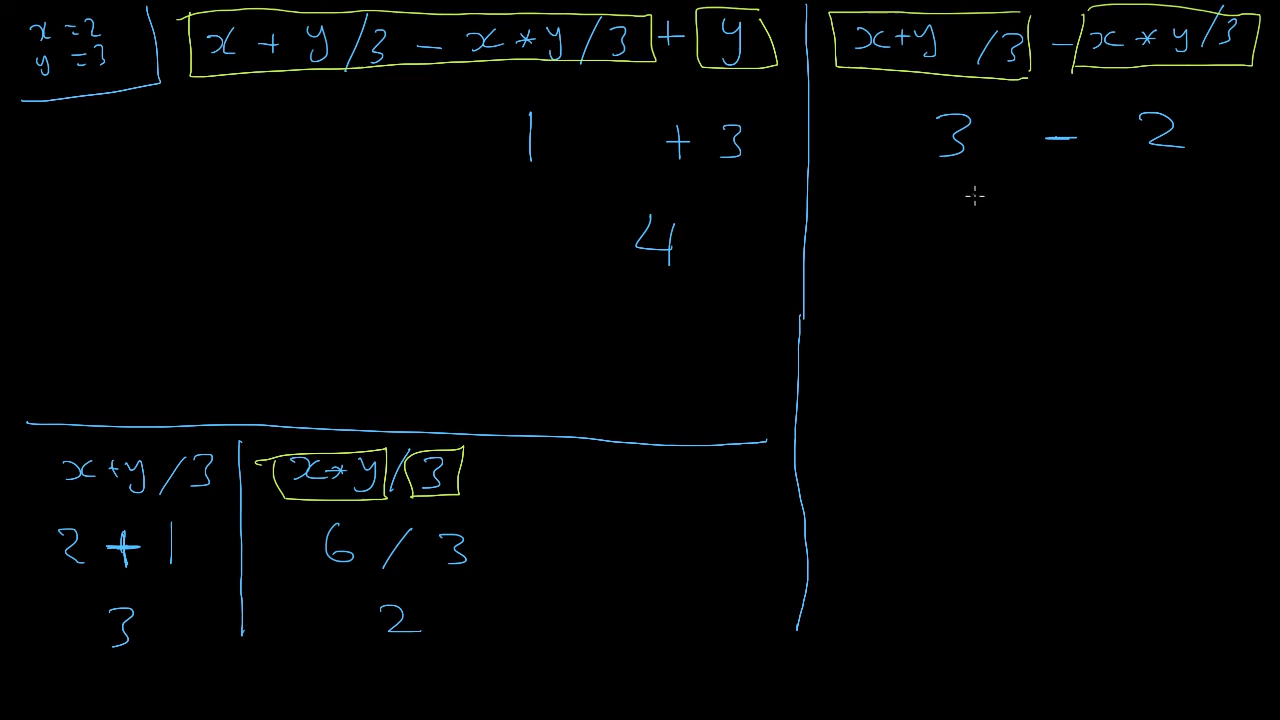 x = 2
y = 3
x + y / 3 - x * y / 3 + y
1 + 3
4
x + y / 3 - x * y / 3
3 - 2
x + y / 3
2 + 1
3
x * y / 3
6 / 3
2